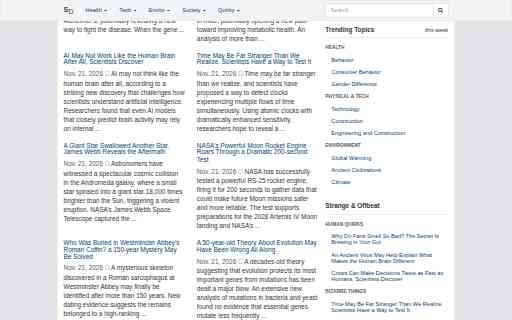 SD
Health
Tech
Enviro
Society
Quirky
Search
way to fight the disease. When the gene ...
AI May Not Work Like the Human Brain
After All, Scientists Discover
Nov. 21, 2026 AI may not think like the
human brain after all, according to a
striking new discovery that challenges how
scientists understand artificial intelligence.
Researchers found that even AI models
that closely predict brain activity may rely
on internal ...
A Giant Star Swallowed Another Star.
James Webb Reveals the Aftermath
Nov. 21, 2026 Astronomers have
witnessed a spectacular cosmic collision
in the Andromeda galaxy, where a small
star spiraled into a giant star 18,000 times
brighter than the Sun, triggering a violent
eruption. NASA's James Webb Space
Telescope captured the ...
Who Was Buried in Westminster Abbey's
Roman Coffin? a 150-year Mystery May
Be Solved
Nov. 21, 2026 A mysterious skeleton
discovered in a Roman sarcophagus at
Westminster Abbey may finally be
identified after more than 150 years. New
dating evidence suggests the remains
belonged to a high-ranking ...
toward improving metabolic health. An
analysis of more than ...
Time May Be Far Stranger Than We
Realize. Scientists Have a Way to Test It
Nov. 21, 2026 Time may be far stranger
than we realize, and scientists have
proposed a way to detect clocks
experiencing multiple flows of time
simultaneously. Using atomic clocks with
dramatically enhanced sensitivity,
researchers hope to reveal a ...
NASA's Powerful Moon Rocket Engine
Roars Through a Dramatic 200-second
Test
Nov. 21, 2026 NASA has successfully
tested a powerful RS-25 rocket engine,
firing it for 200 seconds to gather data that
could make future Moon missions safer
and more reliable. The test supports
preparations for the 2028 Artemis IV Moon
landing and NASA's ...
A 50-year-old Theory About Evolution May
Have Been Wrong All Along
Nov. 21, 2026 A decades-old theory
suggesting that evolution protects its most
important genes from mutations has been
dealt a major blow. An extensive new
analysis of mutations in bacteria and yeast
found no evidence that essential genes
mutate less frequently ...
Trending Topics
this week
HEALTH
Behavior
Consumer Behavior
Gender Difference
PHYSICAL & TECH
Technology
Construction
Engineering and Construction
ENVIRONMENT
Global Warming
Ancient Civilizations
Climate
Strange & Offbeat
HUMAN QUIRKS
Why Do Farts Smell So Bad? The Secret Is
Brewing in Your Gut
An Ancient Virus May Help Explain What
Makes the Human Brain Different
Crows Can Make Decisions Twice as Fast as
Humans, Scientists Discover
BIZARRE THINGS
Time May Be Far Stranger Than We Realize
Scientists Have a Way to Test It